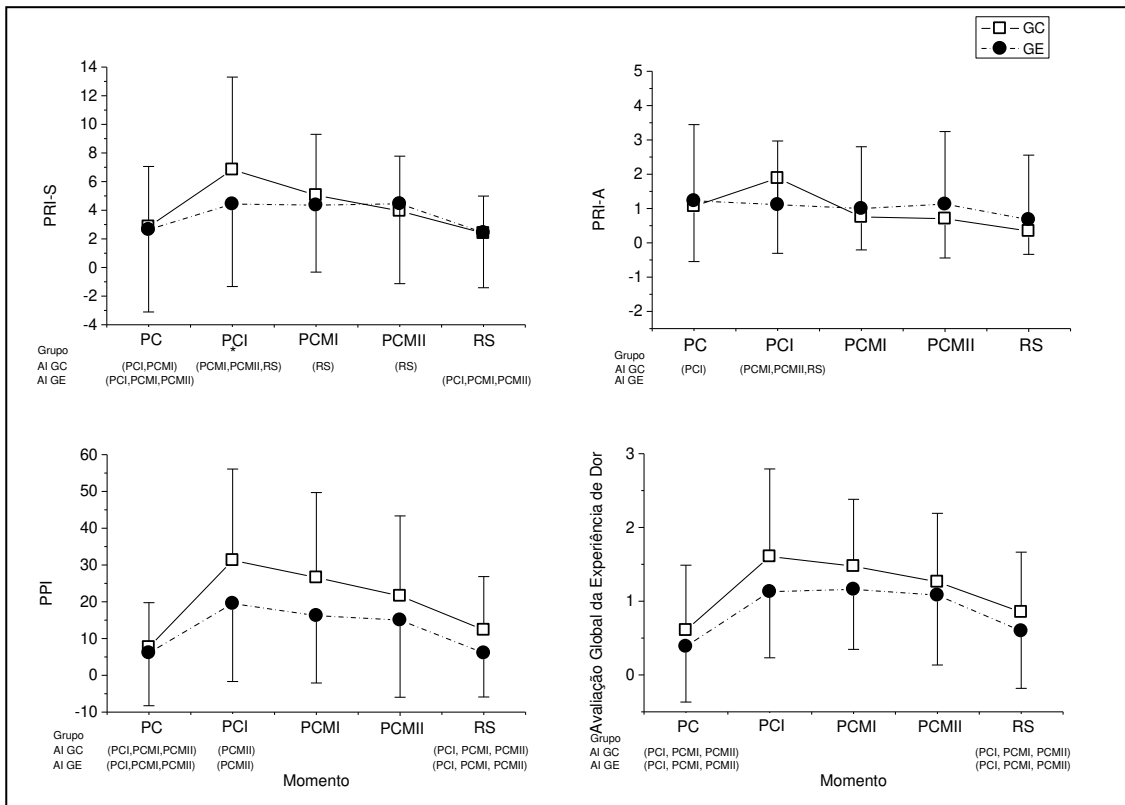 GC
GE
14
12
10
8
6
4
2
0
-2
-4
PRI-S
PC PCI PCMI PCMII RS
Grupo *
AI GC (PCI,PCMI) (PCMI,PCMII,RS) (RS) (RS)
AI GE (PCI,PCMI,PCMII) (PCI,PCMI,PCMII)
5
4
3
2
1
0
-1
-2
PRI-A
PC PCI PCMI PCMII RS
Grupo
AI GC (PCI) (PCMI,PCMII,RS)
AI GE
60
50
40
30
20
10
0
-10
PPI
PC PCI PCMI PCMII RS
Grupo
AI GC (PCI,PCMI,PCMII) (PCMII) (PCI, PCMI, PCMII)
AI GE (PCI,PCMI,PCMII) (PCMII) (PCI, PCMI, PCMII)
Momento
3
2
1
0
Avaliação Global da Experiência de Dor
PC PCI PCMI PCMII RS
Grupo
AI GC (PCI, PCMI, PCMII) (PCI, PCMI, PCMII)
AI GE (PCI, PCMI, PCMII) (PCI, PCMI, PCMII)
Momento